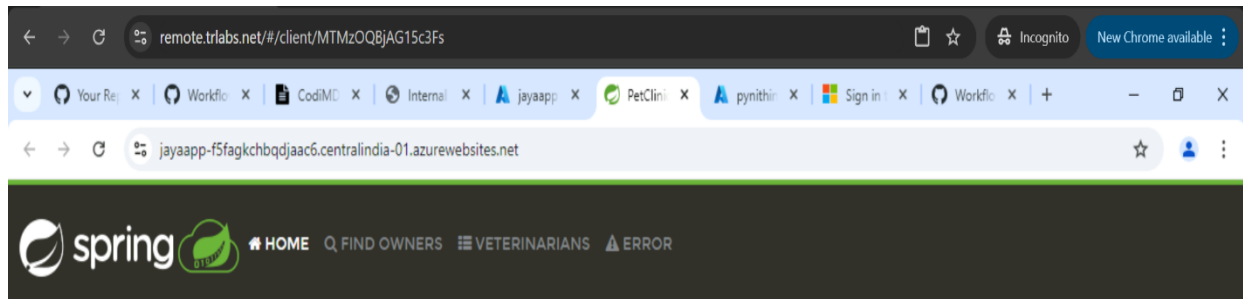 remote.trlabs.net/#/client/MTMzOQBjAG15c3Fs Incognito New Chrome available
Your Re Workflo CodiMD Internal jayaapp PetClini pynithin Sign in t Workflo
jayaapp-f5fagkchbqdjaac6.centralindia-01.azurewebsites.net
spring HOME FIND OWNERS VETERINARIANS ERROR